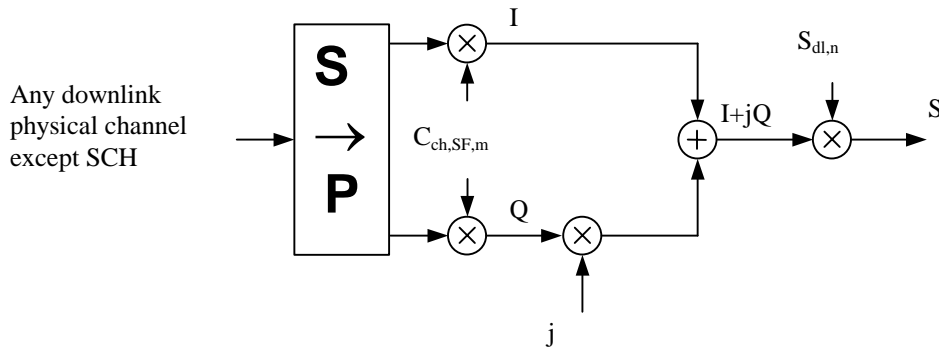 Any downlink
physical channel
except SCH
S
→
P
I
C_ch,SF,m
Q
j
I+jQ
S_dl,n
S